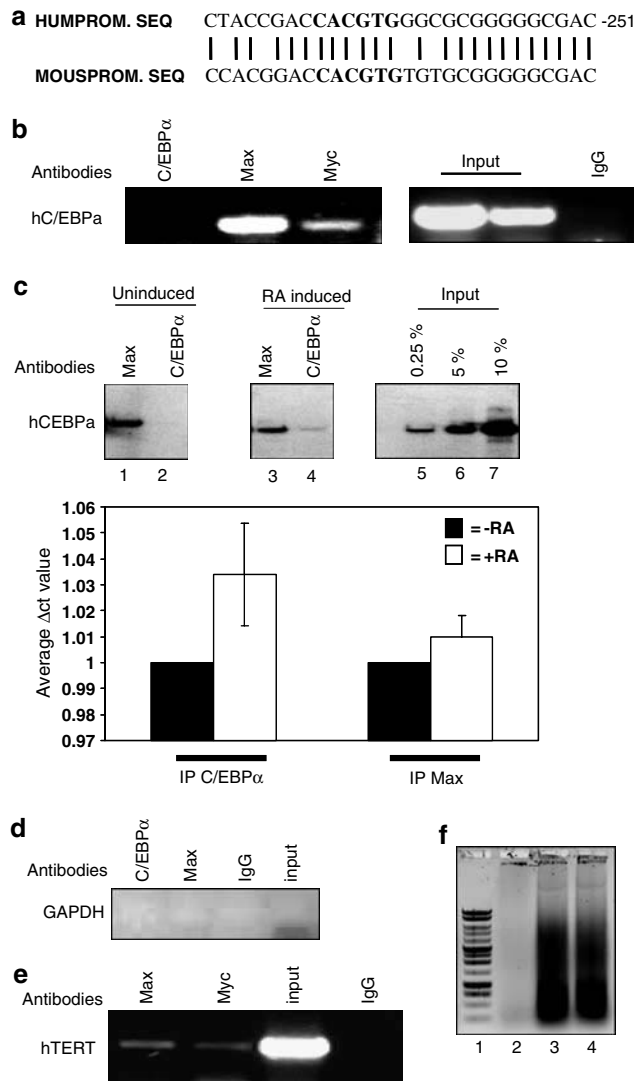 a
HUMPROM. SEQ CTACCGACCACGTGGGCGCGGGGGGCGAC -251
MOUSPROM. SEQ CCACGGACCACGTGTGTGCGGGGGGCGAC
b
Antibodies C/EBPα Max Myc Input IgG
hC/EBPa
c
Uninduced RA induced Input
Antibodies Max C/EBPα Max C/EBPα 0.25 % 5 % 10 %
hCEBPa
1 2 3 4 5 6 7
1.06
1.05
1.04
1.03
1.02
1.01
1
0.99
0.98
0.97
Average Δct value
= -RA
= +RA
IP C/EBPα IP Max
d
Antibodies C/EBPα Max IgG input
GAPDH
e
Antibodies Max Myc input IgG
hTERT
f
1 2 3 4